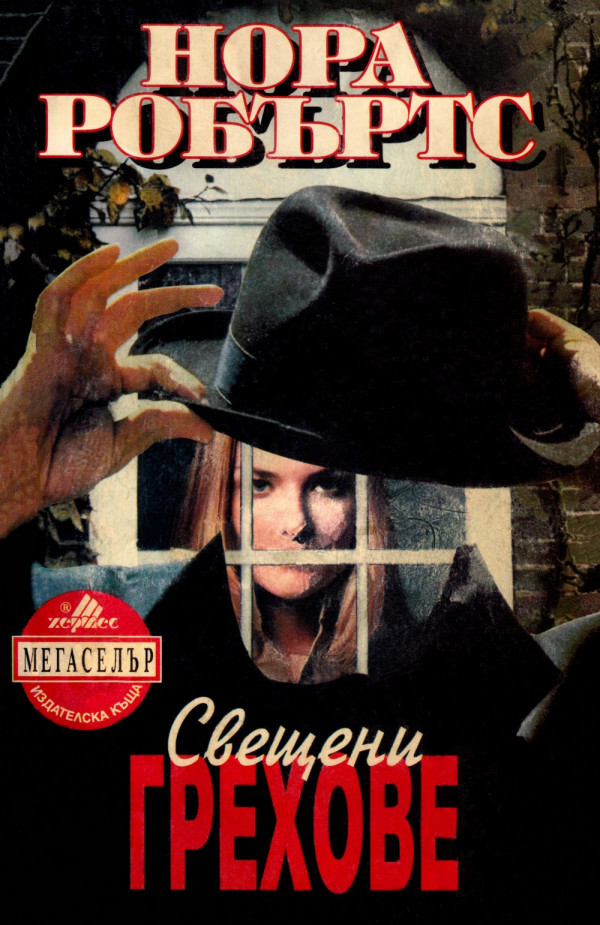 НОРА
РОБЪРТС
®
хермес
МЕГАСЕЛЪР
ИЗДАТЕЛСКА КЪЩА
Свещени
ГРЕХОВЕ